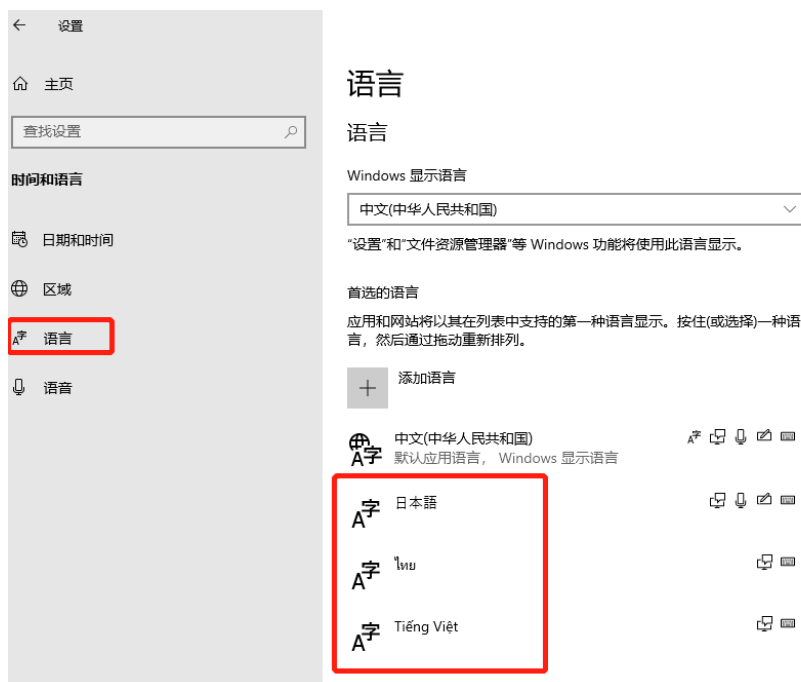 设置
主页
查找设置
时间和语言
日期和时间
区域
语言
语音
语言
语言
Windows 显示语言
中文(中华人民共和国)
“设置”和“文件资源管理器”等 Windows 功能将使用此语言显示。
首选的语言
应用和网站将以其在列表中支持的第一种语言显示。按住(或选择)一种语
言，然后通过拖动重新排列。
添加语言
中文(中华人民共和国)
默认应用语言， Windows 显示语言
日本語
ไทย
Tiếng Việt